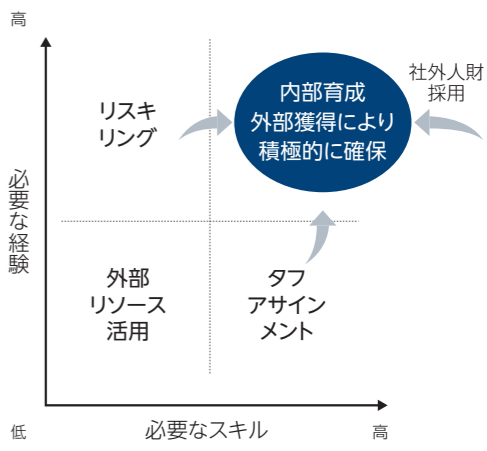 高
社外人財
採用
リスキ
リング
内部育成
外部獲得により
積極的に確保
必要な経験
外部
リソース
活用
タフ
アサイン
メント
低
必要なスキル
高